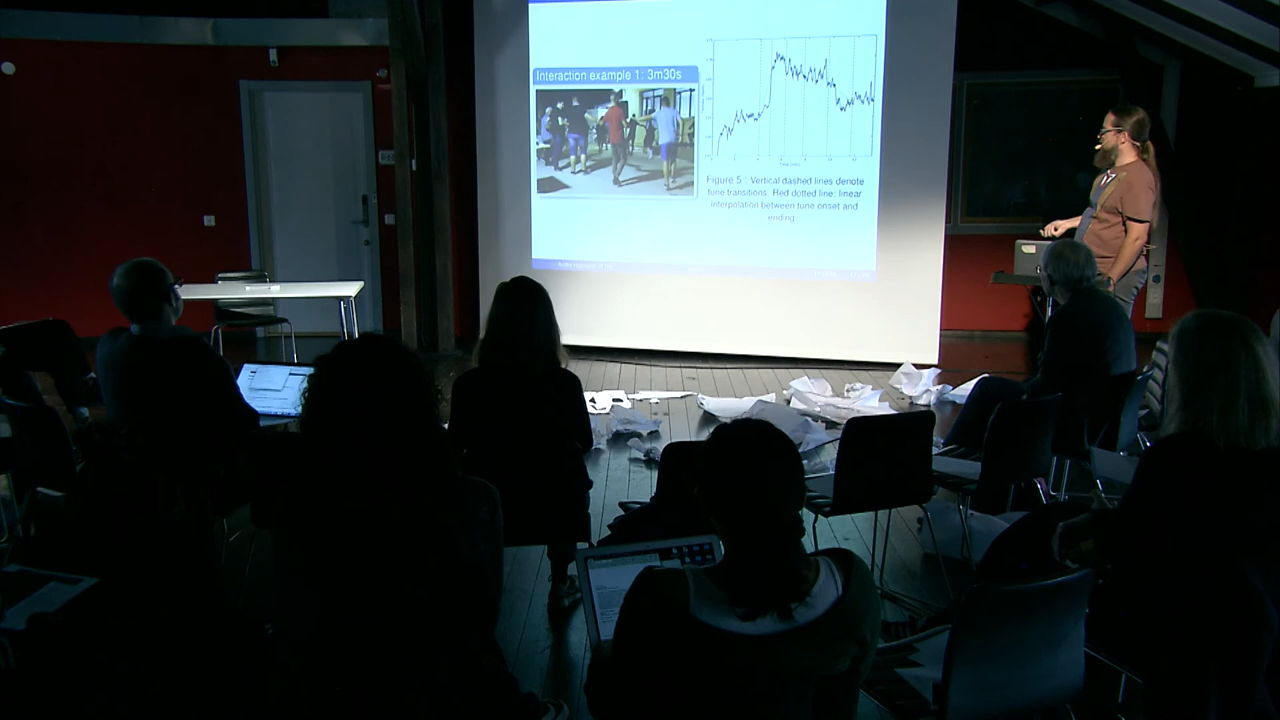 Interaction example 1: 3m30s
Figure 5 : Vertical dashed lines denote
tune transitions. Red dotted line: linear
interpolation between tune onset and
ending.